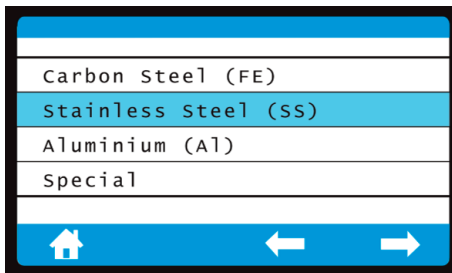 Carbon Steel (FE)
Stainless Steel (SS)
Aluminium (Al)
Special